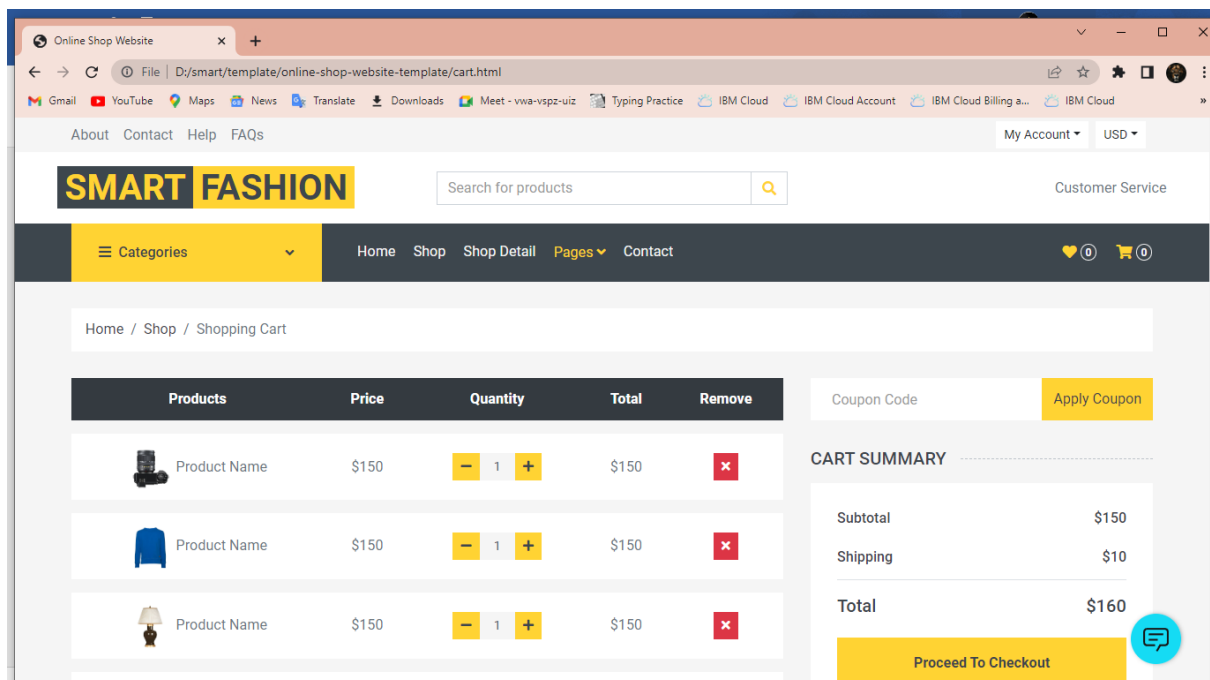 Online Shop Website
File | D:/smart/template/online-shop-website-template/cart.html
Gmail YouTube Maps News Translate Downloads Meet - vwa-vspz-uiz Typing Practice IBM Cloud IBM Cloud Account IBM Cloud Billing a... IBM Cloud »
About Contact Help FAQs My Account USD
SMART FASHION Search for products Customer Service
Categories Home Shop Shop Detail Pages Contact 0 0
Home / Shop / Shopping Cart
Products Price Quantity Total Remove
Coupon Code Apply Coupon
Product Name $150 - 1 + $150 x
Product Name $150 - 1 + $150 x
Product Name $150 - 1 + $150 x
CART SUMMARY
Subtotal $150
Shipping $10
Total $160
Proceed To Checkout